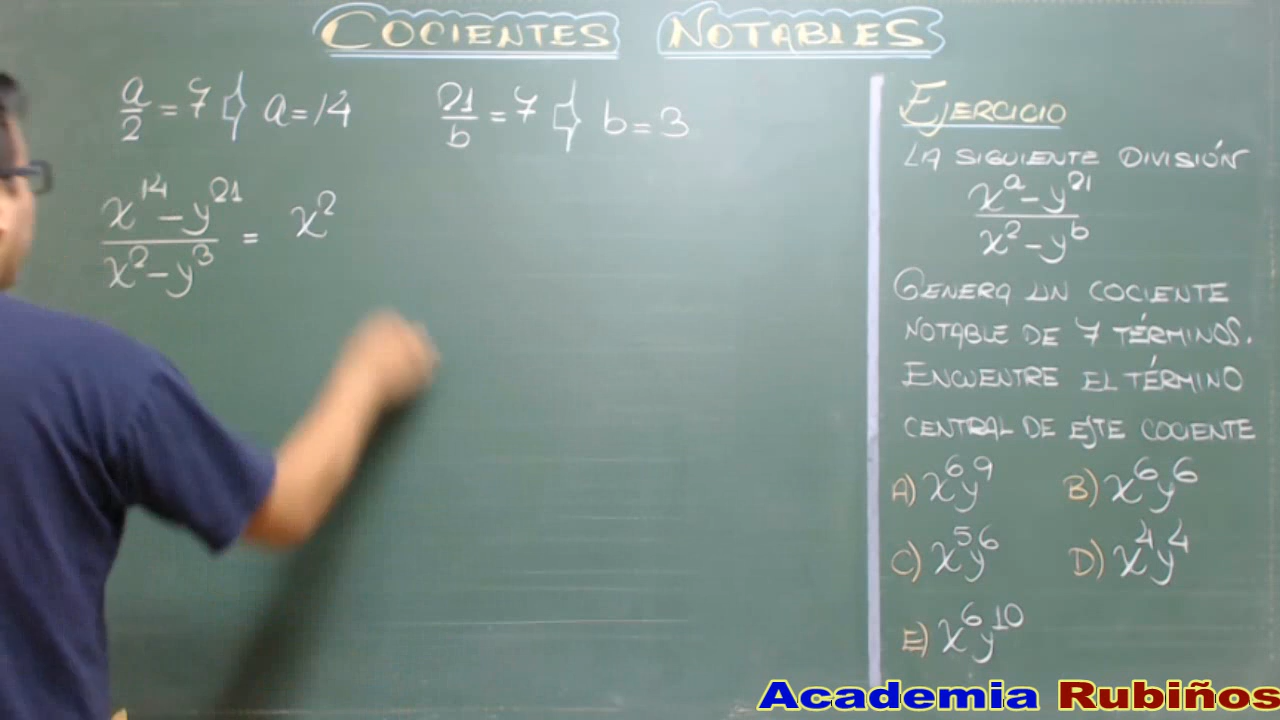 COCIENTES NOTABLES
a/2 = 7 ⇨ a = 14
21/b = 7 ⇨ b = 3
(x^14 - y^21)/(x^2 - y^3) = x^2
EJERCICIO
LA SIGUIENTE DIVISIÓN
(x^a - y^21)/(x^2 - y^b)
GENERA UN COCIENTE
NOTABLE DE 7 TÉRMINOS.
ENCUENTRE EL TÉRMINO
CENTRAL DE ESTE COCIENTE
A) x^6y^9 B) x^6y^6
C) x^5y^6 D) x^4y^4
E) x^6y^10
Academia Rubiños